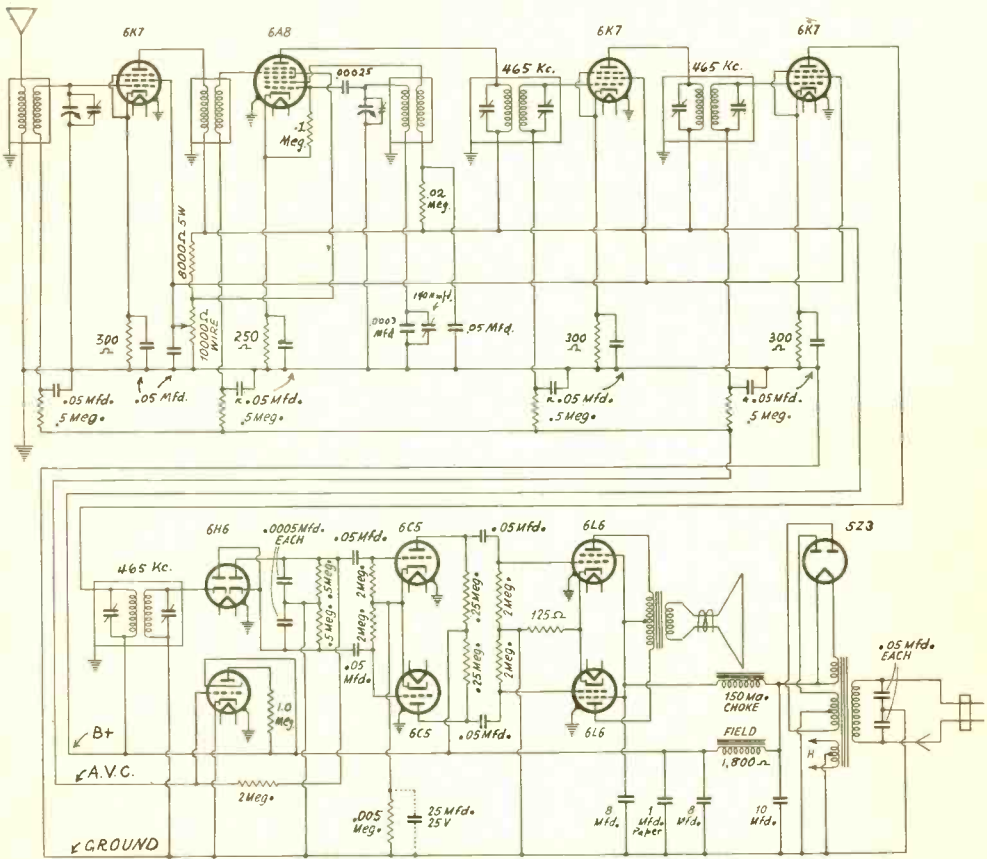 6K7
6A8
6K7
6K7
465 Kc.
465 Kc.
.00025
.1
Meg.
.02
Meg.
8000Ω 5W
10000Ω
WIRE
300
Ω
250
Ω
.0003
Mfd
140 mmfd.
.05 Mfd.
300
Ω
300
Ω
.05 Mfd.
.5 Meg.
.05 Mfd.
.05 Mfd.
.5 Meg.
.05 Mfd.
.5 Meg.
.05 Mfd.
.5 Meg.
6H6
.0005 Mfd.
EACH
.05 Mfd.
6C5
.05 Mfd.
6L6
5Z3
465 Kc.
.5 Meg.
.5 Meg.
2 Meg.
2 Meg.
.25 Meg.
.25 Meg.
2 Meg.
2 Meg.
125Ω
.05 Mfd.
EACH
.05
Mfd.
6C5
.05 Mfd.
6L6
150 Ma.
CHOKE
1.0
Meg.
B+
FIELD
1,800Ω
H
A.V.C.
2 Meg.
.005
Meg.
25 Mfd.
25 V
8
Mfd.
1
Mfd.
Paper
8
Mfd.
10
Mfd.
GROUND